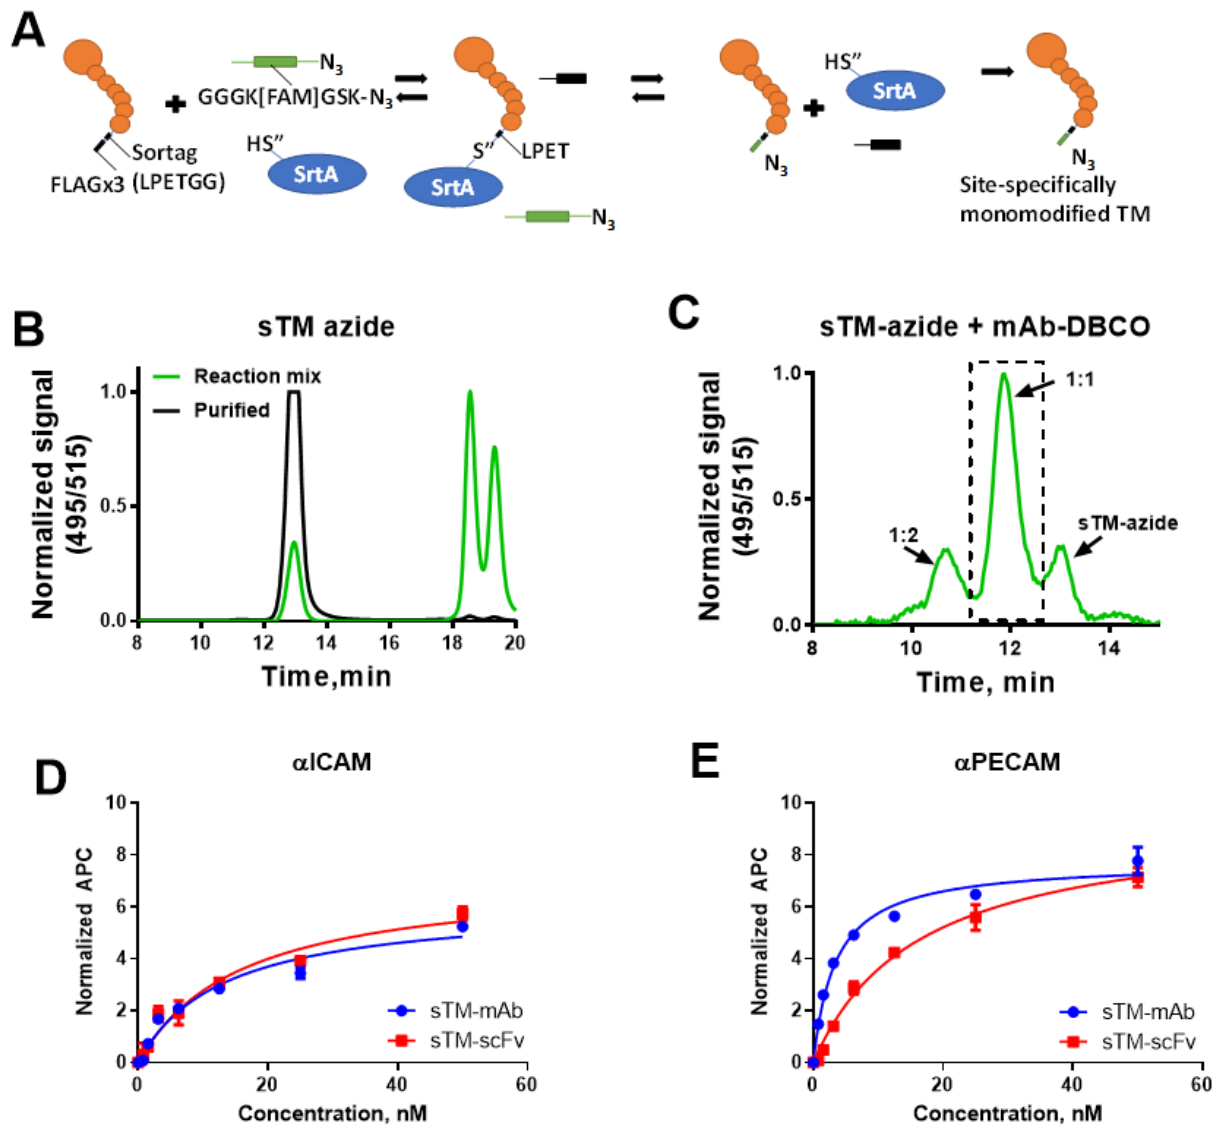 A
N3
GGGK[FAM]GSK-N3
HS”
SrtA
Sortag
FLAGx3 (LPETGG)
S”
LPET
SrtA
N3
HS”
SrtA
N3
N3
Site-specifically
monomodified TM
B
sTM azide
Reaction mix
Purified
Normalized signal
(495/515)
1.0
0.5
0.0
8 10 12 14 16 18 20
Time,min
C
sTM-azide + mAb-DBCO
1:1
1:2
sTM-azide
Normalized signal
(495/515)
1.0
0.5
0.0
8 10 12 14
Time, min
D
αICAM
Normalized APC
10
8
6
4
2
0
sTM-mAb
sTM-scFv
0 20 40 60
Concentration, nM
E
αPECAM
Normalized APC
10
8
6
4
2
0
sTM-mAb
sTM-scFv
0 20 40 60
Concentration, nM